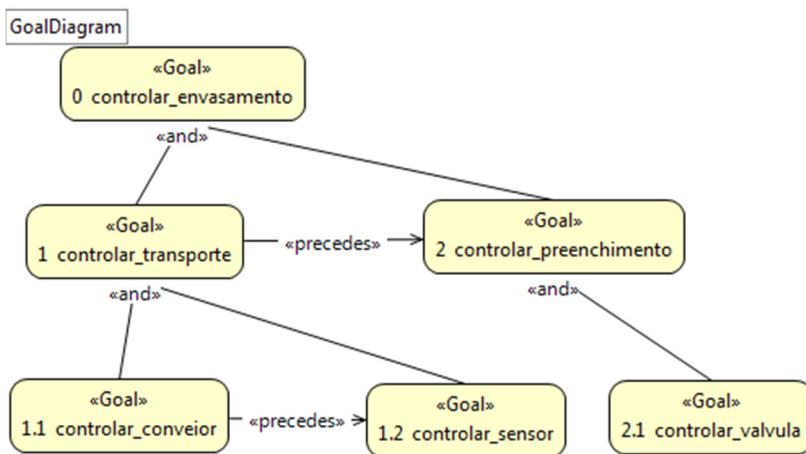 GoalDiagram
«Goal»
0 controlar_envasamento
«and»
«Goal»
1 controlar_transporte
«precedes»
«Goal»
2 controlar_preenchimento
«and»
«and»
«Goal»
1.1 controlar_conveior
«precedes»
«Goal»
1.2 controlar_sensor
«Goal»
2.1 controlar_valvula